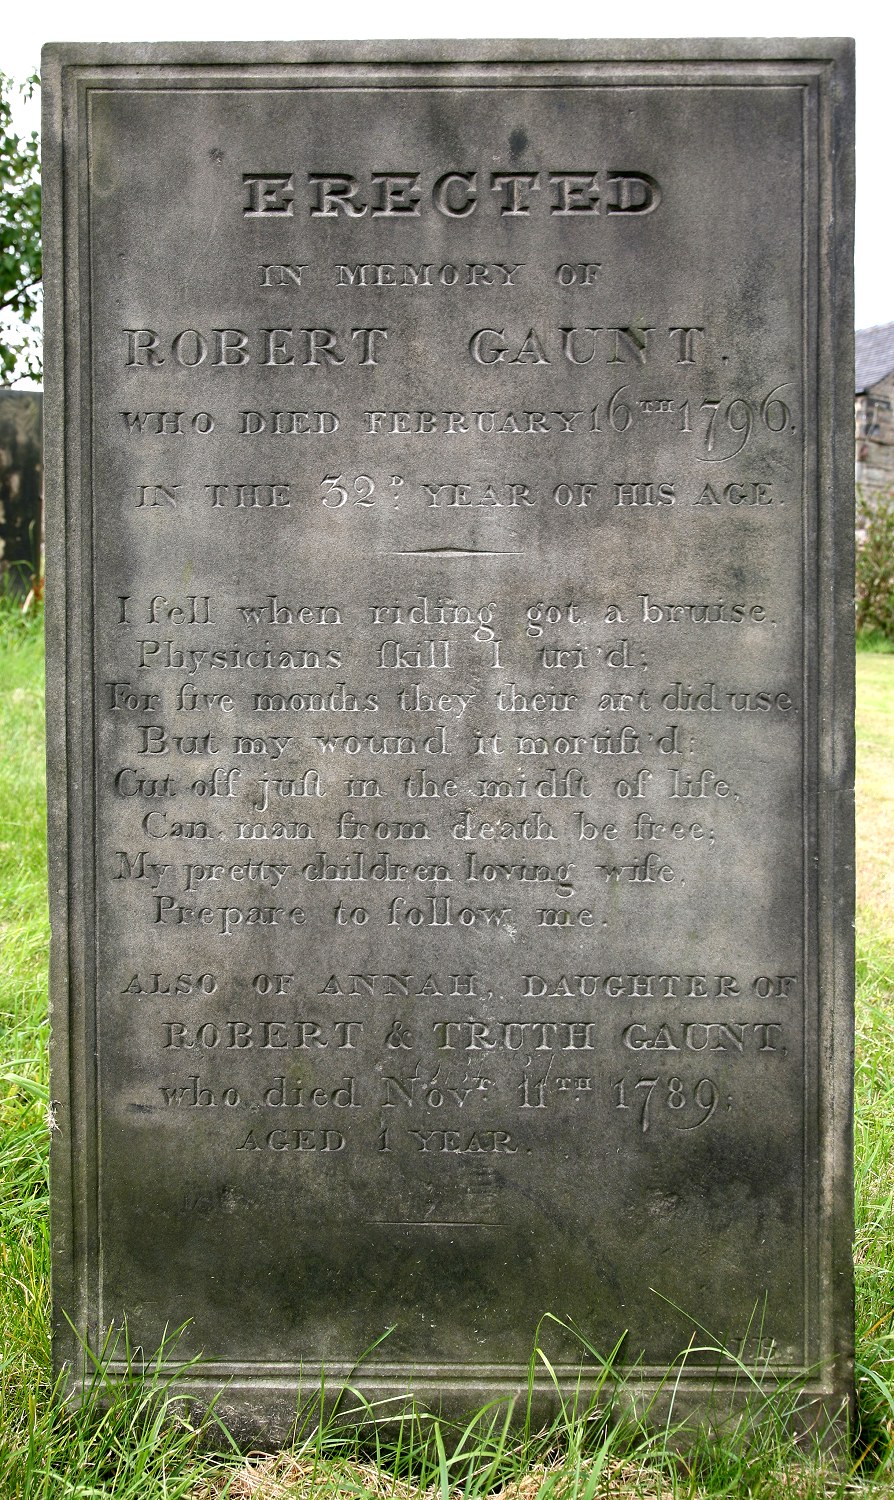 ERECTED
IN MEMORY OF
ROBERT GAUNT.
WHO DIED FEBRUARY 16TH 1796.
IN THE 32D. YEAR OF HIS AGE.
I fell when riding got a bruise,
Phyſicians ſkill I tri'd;
For five months they their art did use,
But my wound it mortifi'd:
Cut off juſt in the midſt of life,
Can man from death be free;
My pretty children loving wife,
Prepare to follow me.
ALSO OF ANNAH, DAUGHTER OF
ROBERT & TRUTH GAUNT,
who died Novr. 11TH 1789;
AGED 1 YEAR.